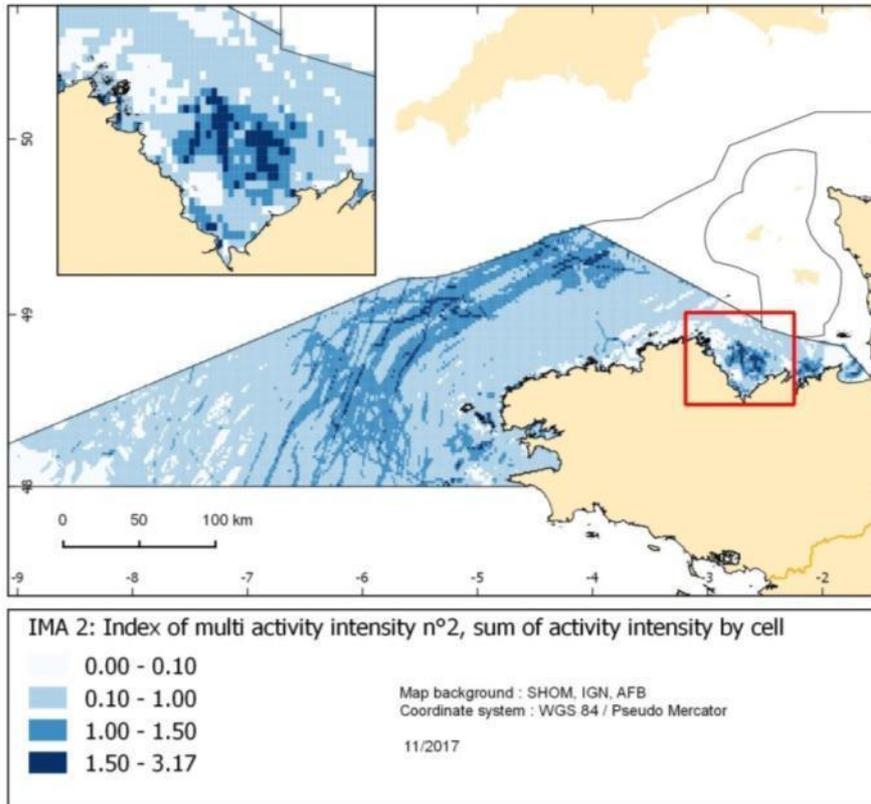 50
49
48
0 50 100 km
-9 -8 -7 -6 -5 -4 -3 -2
IMA 2: Index of multi activity intensity n°2, sum of activity intensity by cell
0.00 - 0.10
0.10 - 1.00
1.00 - 1.50
1.50 - 3.17
Map background : SHOM, IGN, AFB
Coordinate system : WGS 84 / Pseudo Mercator
11/2017